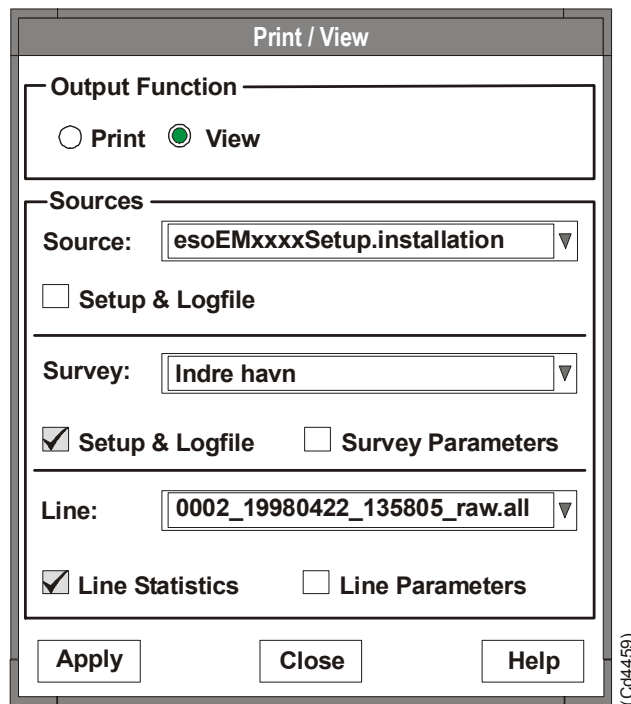 Print / View
Output Function
Print View
Sources
Source: esoEMxxxxSetup.installation
Setup & Logfile
Survey: Indre havn
Setup & Logfile Survey Parameters
Line: 0002_19980422_135805_raw.all
Line Statistics Line Parameters
Apply Close Help
(Cd4459)